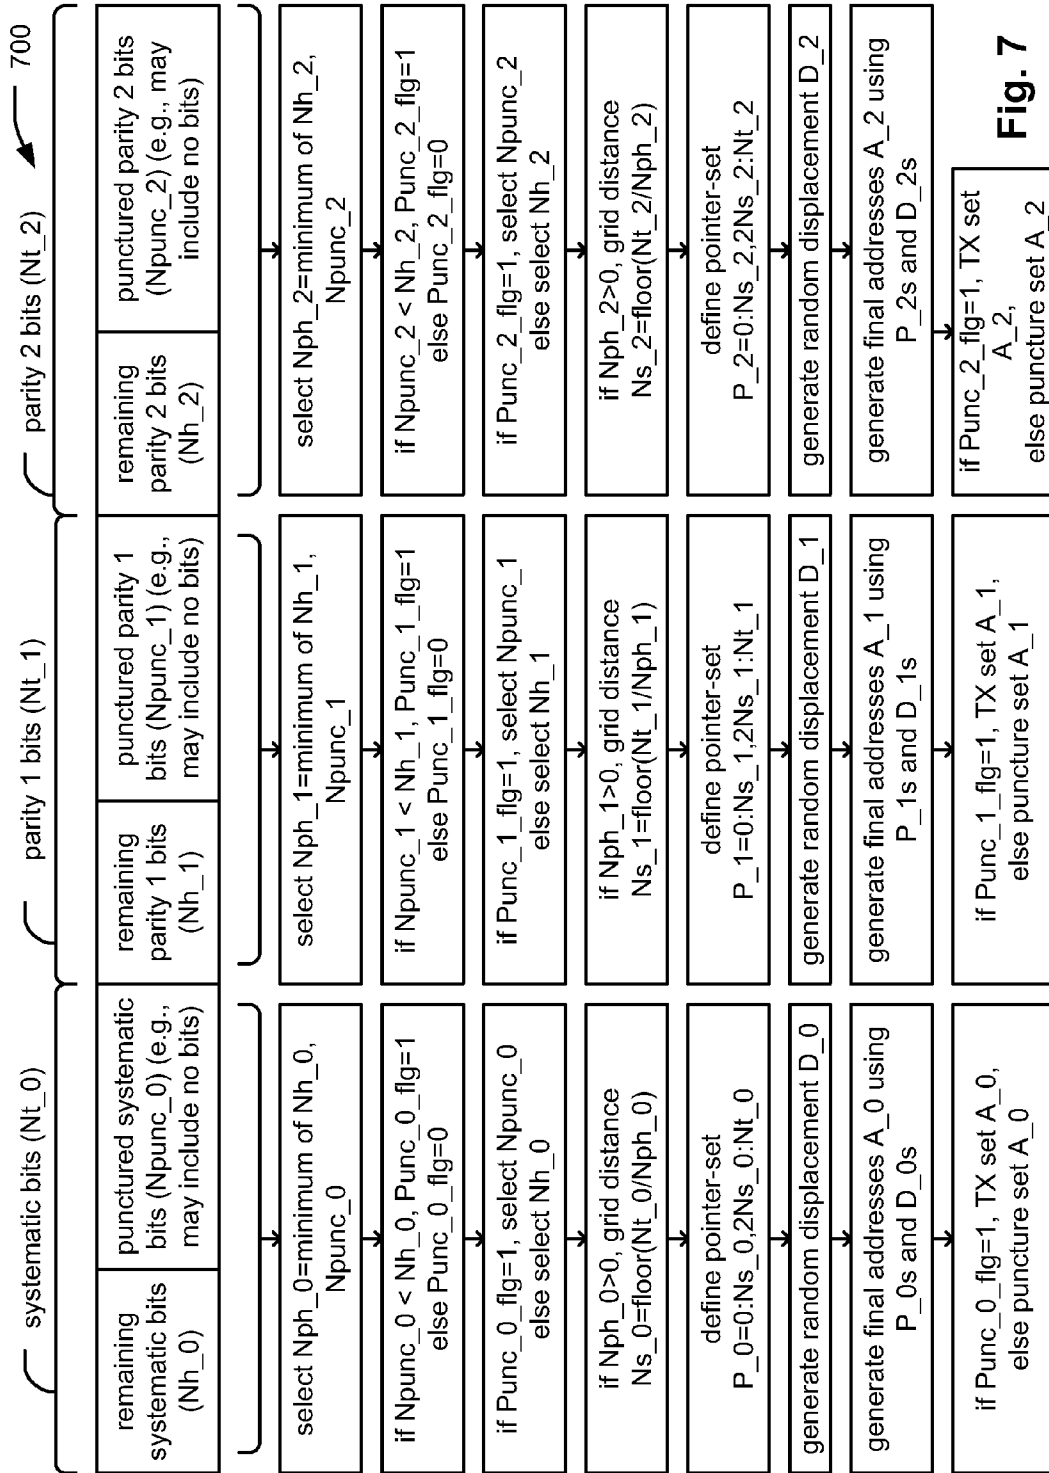 700
systematic bits (Nt_0)
remaining
systematic bits
(Nh_0)
punctured systematic
bits (Npunc_0) (e.g.,
may include no bits)
select Nph_0=minimum of Nh_0,
Npunc_0
if Npunc_0 < Nh_0, Punc_0_flg=1
else Punc_0_flg=0
if Punc_0_flg=1, select Npunc_0
else select Nh_0
if Nph_0>0, grid distance
Ns_0=floor(Nt_0/Nph_0)
define pointer-set
P_0=0:Ns_0,2Ns_0:Nt_0
generate random displacement D_0
generate final addresses A_0 using
P_0s and D_0s
if Punc_0_flg=1, TX set A_0,
else puncture set A_0
parity 1 bits (Nt_1)
remaining
parity 1 bits
(Nh_1)
punctured parity 1
bits (Npunc_1) (e.g.,
may include no bits)
select Nph_1=minimum of Nh_1,
Npunc_1
if Npunc_1 < Nh_1, Punc_1_flg=1
else Punc_1_flg=0
if Punc_1_flg=1, select Npunc_1
else select Nh_1
if Nph_1>0, grid distance
Ns_1=floor(Nt_1/Nph_1)
define pointer-set
P_1=0:Ns_1,2Ns_1:Nt_1
generate random displacement D_1
generate final addresses A_1 using
P_1s and D_1s
if Punc_1_flg=1, TX set A_1,
else puncture set A_1
parity 2 bits (Nt_2)
remaining
parity 2 bits
(Nh_2)
punctured parity 2 bits
(Npunc_2) (e.g., may
include no bits)
select Nph_2=minimum of Nh_2,
Npunc_2
if Npunc_2 < Nh_2, Punc_2_flg=1
else Punc_2_flg=0
if Punc_2_flg=1, select Npunc_2
else select Nh_2
if Nph_2>0, grid distance
Ns_2=floor(Nt_2/Nph_2)
define pointer-set
P_2=0:Ns_2,2Ns_2:Nt_2
generate random displacement D_2
generate final addresses A_2 using
P_2s and D_2s
if Punc_2_flg=1, TX set
A_2,
else puncture set A_2
Fig. 7